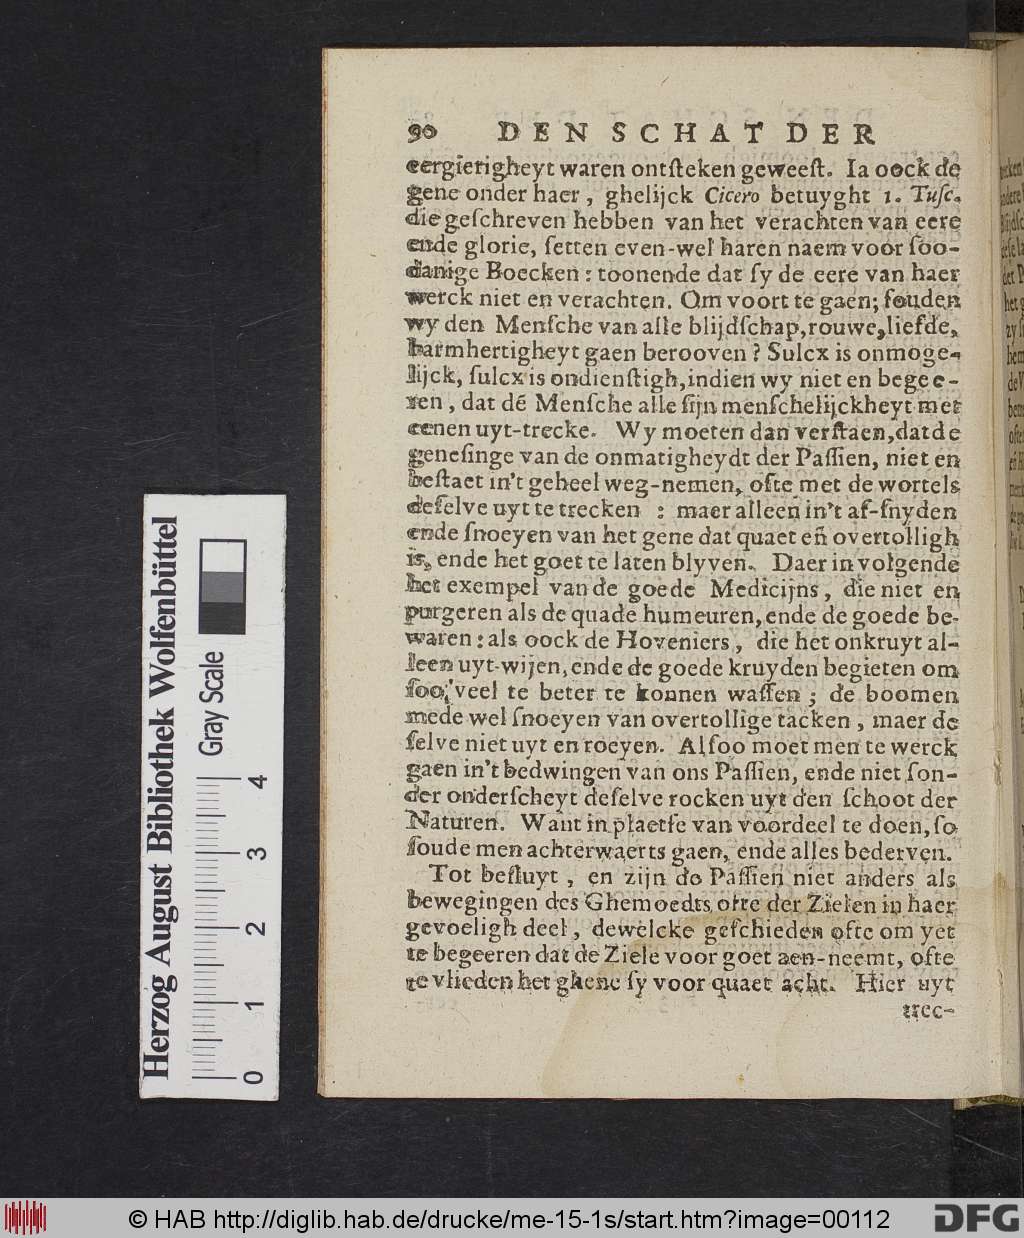 90 DEN SCHAT DER
eergierigheyt waren ontſteken geweeſt. Ia oock de
gene onder haer, ghelijck Cicero betuyght 1. Tuſc.
die geſchreven hebben van het verachten van eere
ende glorie, ſetten even-wel haren naem voor ſoo-
danige Boecken: toonende dat ſy de eere van haer
werck niet en verachten. Om voort te gaen; ſouden
wy den Menſche van alle blijdſchap, rouwe, liefde,
barmhertigheyt gaen berooven? Sulcx is onmoge-
lijck, ſulcx is ondienſtigh, indien wy niet en begee-
ren, dat dé Menſche alle ſijn menſchelijckheyt met
eenen uyt-trecke. Wy moeten dan verſtaen, dat de
geneſinge van de onmatigheydt der Paſſien, niet en
beſtaet in't geheel weg-nemen, ofte met de wortels
deſelve uyt te trecken : maer alleen in't af-ſnyden
ende ſnoeyen van het gene dat quaet en̄ overtolligh
is, ende het goet te laten blyven. Daer in volgende
het exempel van de goede Medicijns, die niet en
purgeren als de quade humeuren, ende de goede be-
waren: als oock de Hoveniers, die het onkruyt al-
leen uyt-wijen, ende de goede kruyden begieten om
ſoo veel te beter te konnen waſſen; de boomen
mede wel ſnoeyen van overtollige tacken, maer de
ſelve niet uyt en roeyen. Alſoo moet men te werck
gaen in't bedwingen van ons Paſſien, ende niet ſon-
der onderſcheyt deſelve rocken uyt den ſchoot der
Naturen. Want in plaetſe van voordeel te doen, ſo
ſoude men achterwaerts gaen, ende alles bederven.
Tot beſluyt, en zijn de Paſſien niet anders als
bewegingen des Ghemoedts ofte der Zielen in haer
gevoeligh deel, dewelcke geſchieden ofte om yet
te begeeren dat de Ziele voor goet aen-neemt, ofte
te vlieden het ghene ſy voor quaet acht. Hier uyt
trec-
Herzog August Bibliothek Wolfenbüttel
Gray Scale
0 1 2 3 4
© HAB http://diglib.hab.de/drucke/me-15-1s/start.htm?image=00112
DFG